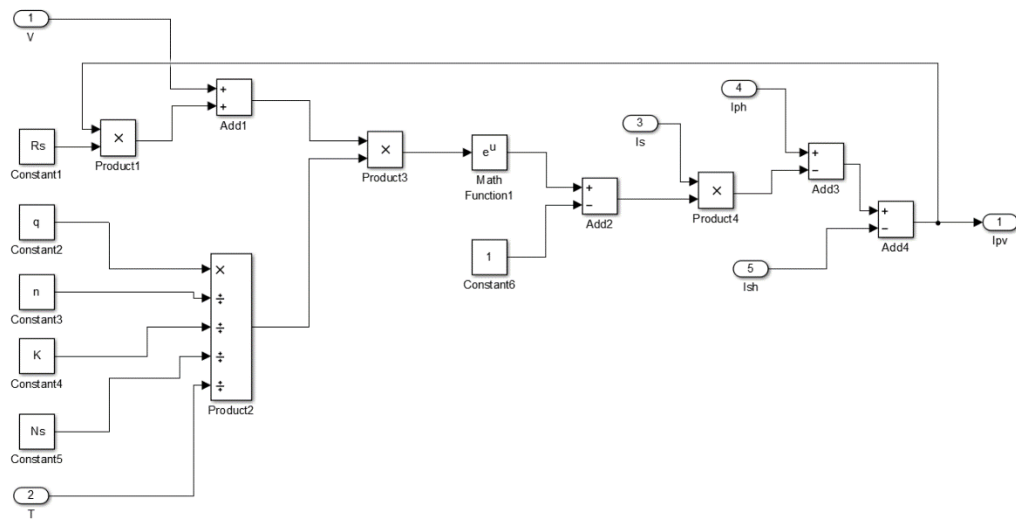 1
V
Rs
Constant1
×
Product1
+
+
Add1
×
Product3
e^u
Math
Function1
3
Is
4
Iph
+
−
Add2
×
Product4
+
−
Add3
+
−
Add4
1
Ipv
q
Constant2
n
Constant3
K
Constant4
Ns
Constant5
2
T
×
÷
÷
÷
÷
Product2
1
Constant6
5
Ish